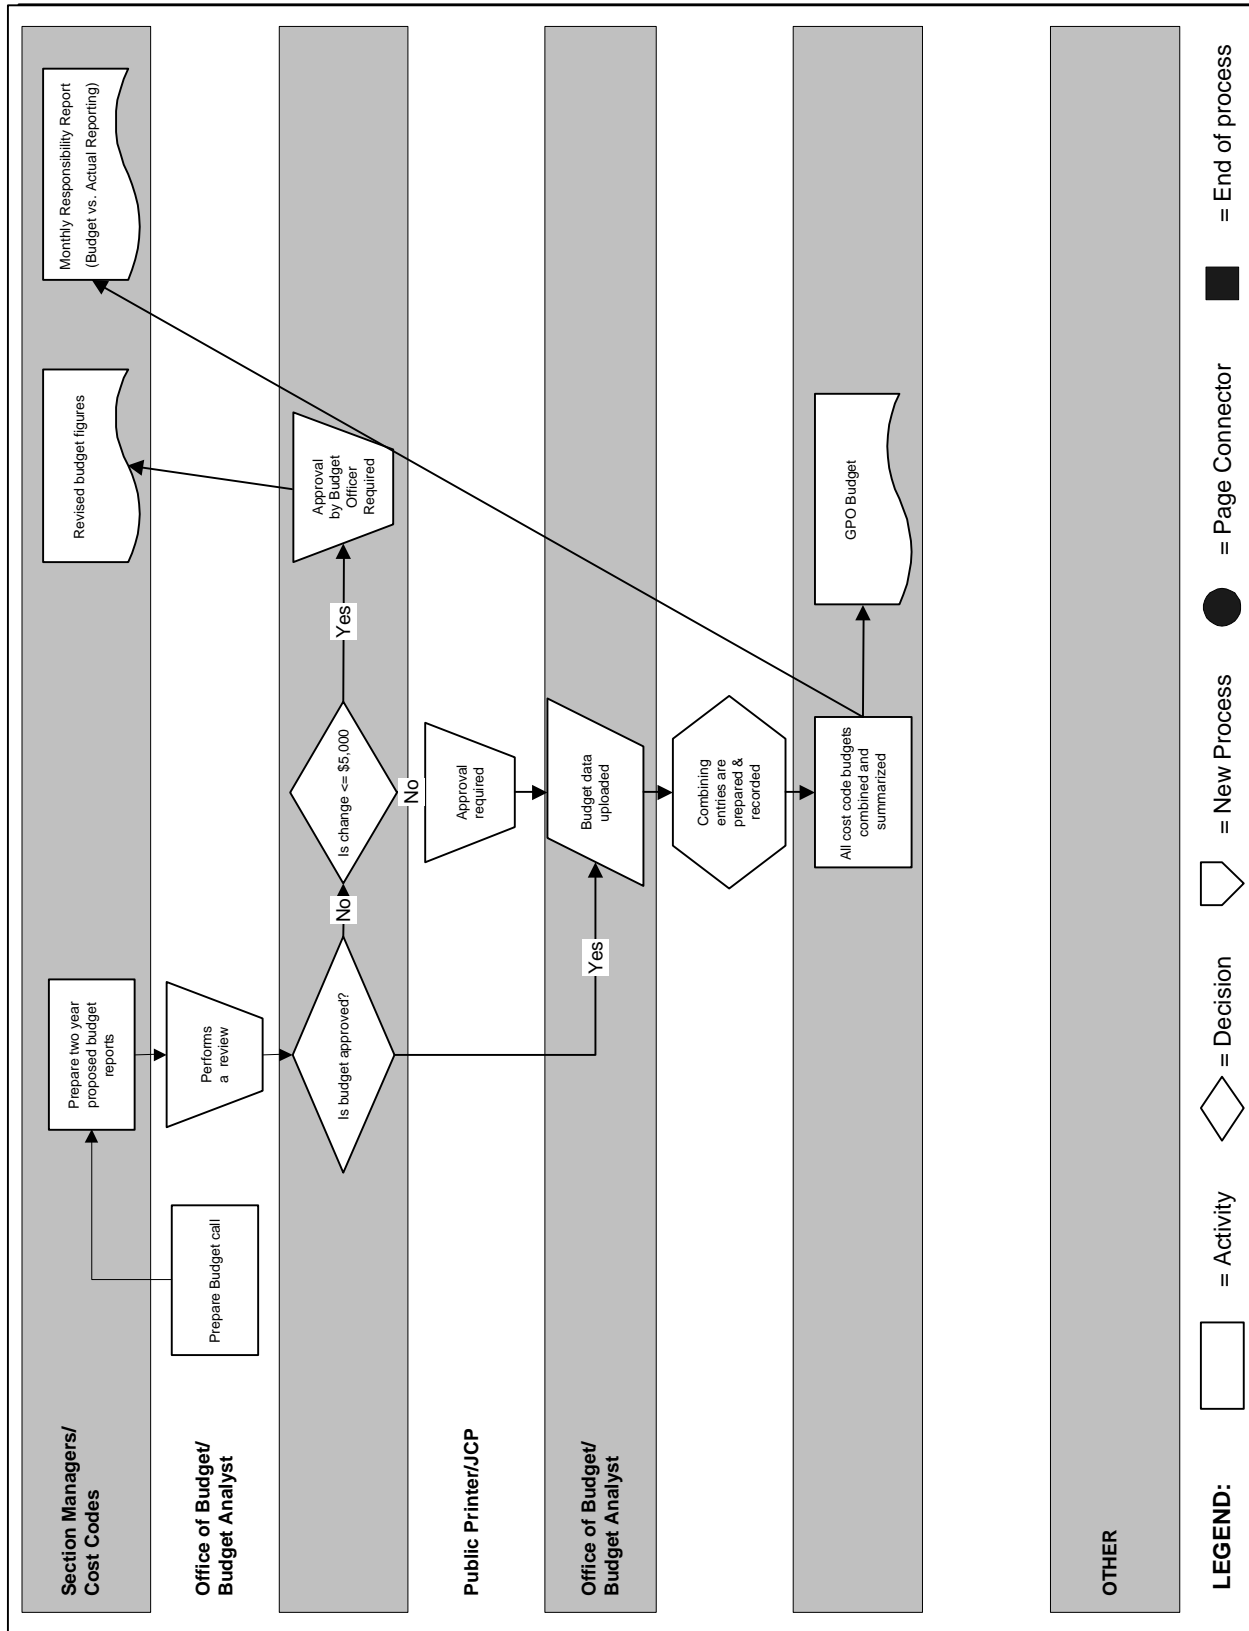 Section Managers/
Cost Codes
Prepare two year
proposed budget
reports
Revised budget figures
Monthly Responsibility Report
(Budget vs. Actual Reporting)
Office of Budget/
Budget Analyst
Prepare Budget call
Performs
a review
Is budget approved?
No
Is change <= $5,000
Yes
Approval
by Budget
Officer
Required
No
Public Printer/JCP
Approval
required
Office of Budget/
Budget Analyst
Yes
Budget data
uploaded
Combining
entries are
prepared &
recorded
All cost code budgets
combined and
summarized
GPO Budget
OTHER
LEGEND:
= Activity
= Decision
= New Process
= Page Connector
= End of process